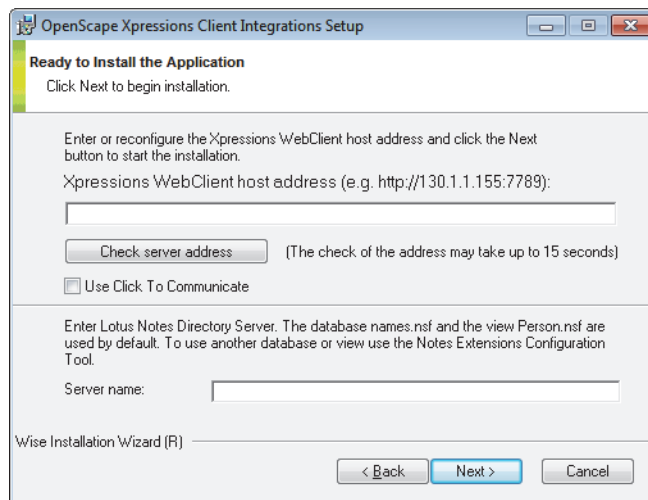 OpenScape Xpressions Client Integrations Setup
Ready to Install the Application
Click Next to begin installation.
Enter or reconfigure the Xpressions WebClient host address and click the Next
button to start the installation.
Xpressions WebClient host address (e.g. http://130.1.1.155:7789):
Check server address (The check of the address may take up to 15 seconds)
Use Click To Communicate
Enter Lotus Notes Directory Server. The database names.nsf and the view Person.nsf are
used by default. To use another database or view use the Notes Extensions Configuration
Tool.
Server name:
Wise Installation Wizard (R)
< Back Next > Cancel